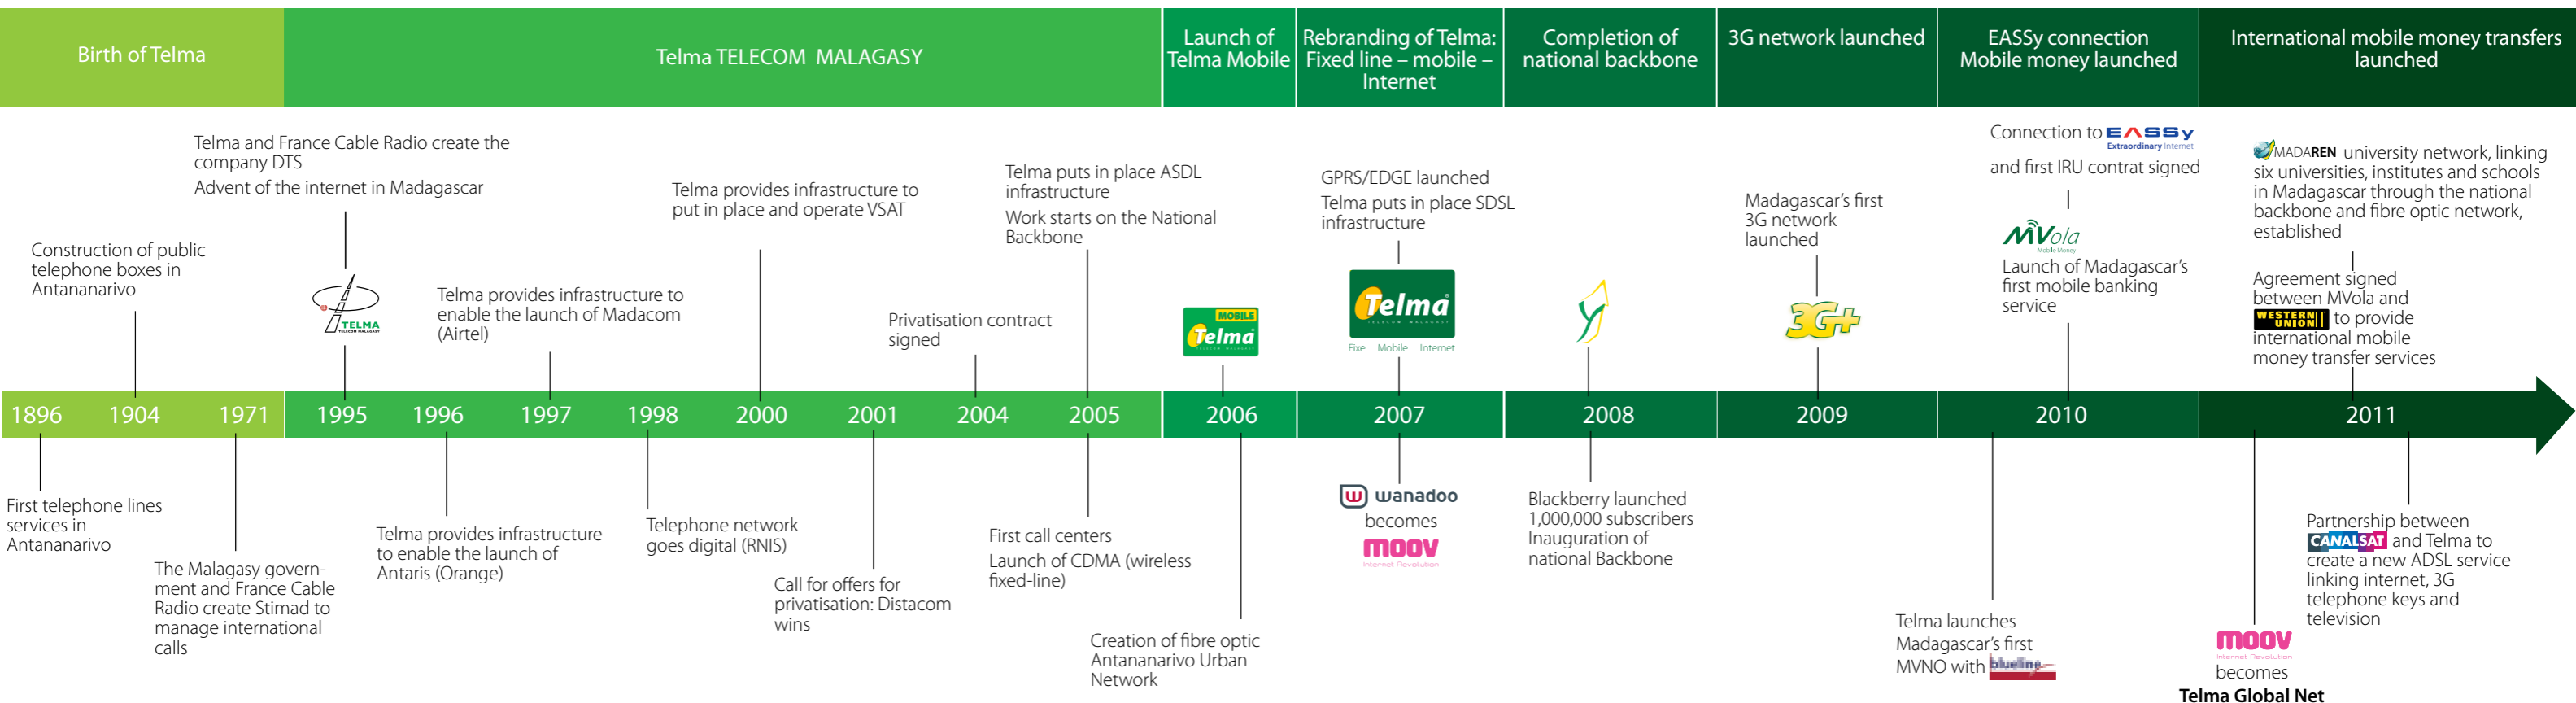 Birth of Telma
Telma TELECOM MALAGASY
Launch of
Telma Mobile
Rebranding of Telma:
Fixed line – mobile –
Internet
Completion of
national backbone
3G network launched
EASSy connection
Mobile money launched
International mobile money transfers
launched
Construction of public
telephone boxes in
Antananarivo
Telma and France Cable Radio create the
company DTS
Advent of the internet in Madagascar
TELMA
TELECOM MALAGASY
Telma provides infrastructure to
enable the launch of Madacom
(Airtel)
Telma provides infrastructure to
put in place and operate VSAT
Privatisation contract
signed
Telma puts in place ASDL
infrastructure
Work starts on the National
Backbone
MOBILE
Telma
TELECOM MALAGASY
GPRS/EDGE launched
Telma puts in place SDSL
infrastructure
Telma
TELECOM MALAGASY
Fixe Mobile Internet
Madagascar's first
3G network
launched
3G+
Connection to EASSy
Extraordinary Internet
and first IRU contrat signed
MVola
Mobile Money
Launch of Madagascar's
first mobile banking
service
MADAREN university network, linking
six universities, institutes and schools
in Madagascar through the national
backbone and fibre optic network,
established
Agreement signed
between MVola and
WESTERN UNION to provide
international mobile
money transfer services
1896 1904 1971 1995 1996 1997 1998 2000 2001 2004 2005 2006 2007 2008 2009 2010 2011
First telephone lines
services in
Antananarivo
The Malagasy govern-
ment and France Cable
Radio create Stimad to
manage international
calls
Telma provides infrastructure
to enable the launch of
Antaris (Orange)
Telephone network
goes digital (RNIS)
Call for offers for
privatisation: Distacom
wins
First call centers
Launch of CDMA (wireless
fixed-line)
Creation of fibre optic
Antananarivo Urban
Network
wanadoo
becomes
moov
Internet Revolution
Blackberry launched
1,000,000 subscribers
Inauguration of
national Backbone
Telma launches
Madagascar's first
MVNO with blueline
moov
Internet Revolution
becomes
Telma Global Net
Partnership between
CANALSAT and Telma to
create a new ADSL service
linking internet, 3G
telephone keys and
television